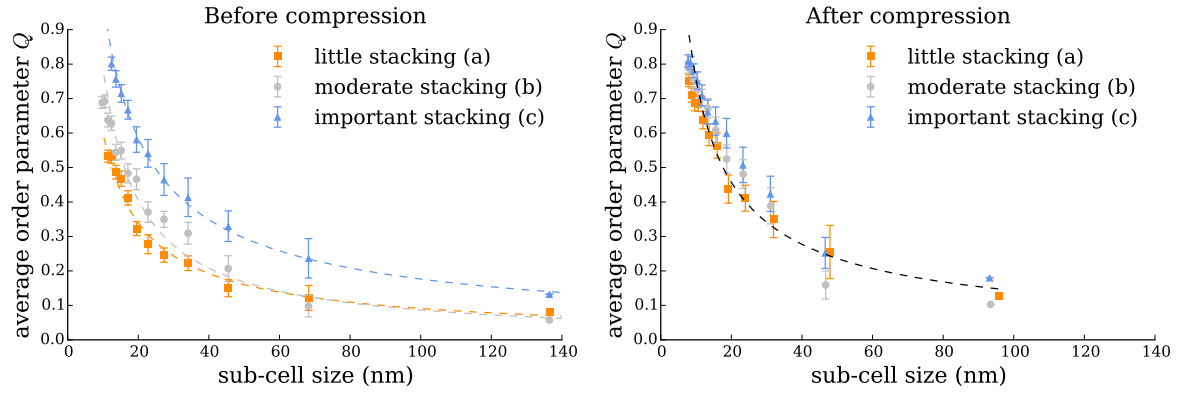 Before compression
0.9
0.8
0.7
0.6
0.5
0.4
0.3
0.2
0.1
0.0
average order parameter Q
little stacking (a)
moderate stacking (b)
important stacking (c)
0 20 40 60 80 100 120 140
sub-cell size (nm)
After compression
0.9
0.8
0.7
0.6
0.5
0.4
0.3
0.2
0.1
0.0
average order parameter Q
little stacking (a)
moderate stacking (b)
important stacking (c)
0 20 40 60 80 100 120 140
sub-cell size (nm)